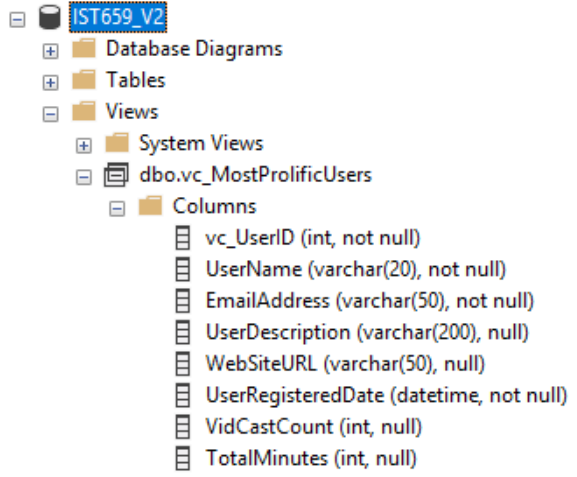 IST659_V2
Database Diagrams
Tables
Views
System Views
dbo.vc_MostProlificUsers
Columns
vc_UserID (int, not null)
UserName (varchar(20), not null)
EmailAddress (varchar(50), not null)
UserDescription (varchar(200), null)
WebSiteURL (varchar(50), null)
UserRegisteredDate (datetime, not null)
VidCastCount (int, null)
TotalMinutes (int, null)